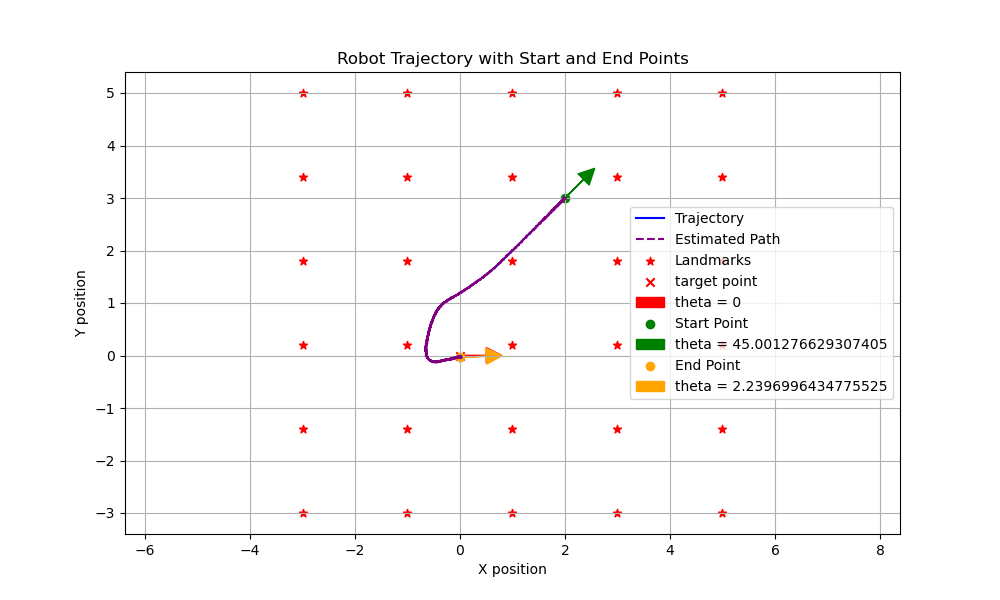 Robot Trajectory with Start and End Points
5
4
3
2
1
0
−1
−2
−3
Y position
−6
−4
−2
0
2
4
6
8
X position
Trajectory
Estimated Path
Landmarks
target point
theta = 0
Start Point
theta = 45.001276629307405
End Point
theta = 2.2396996434775525